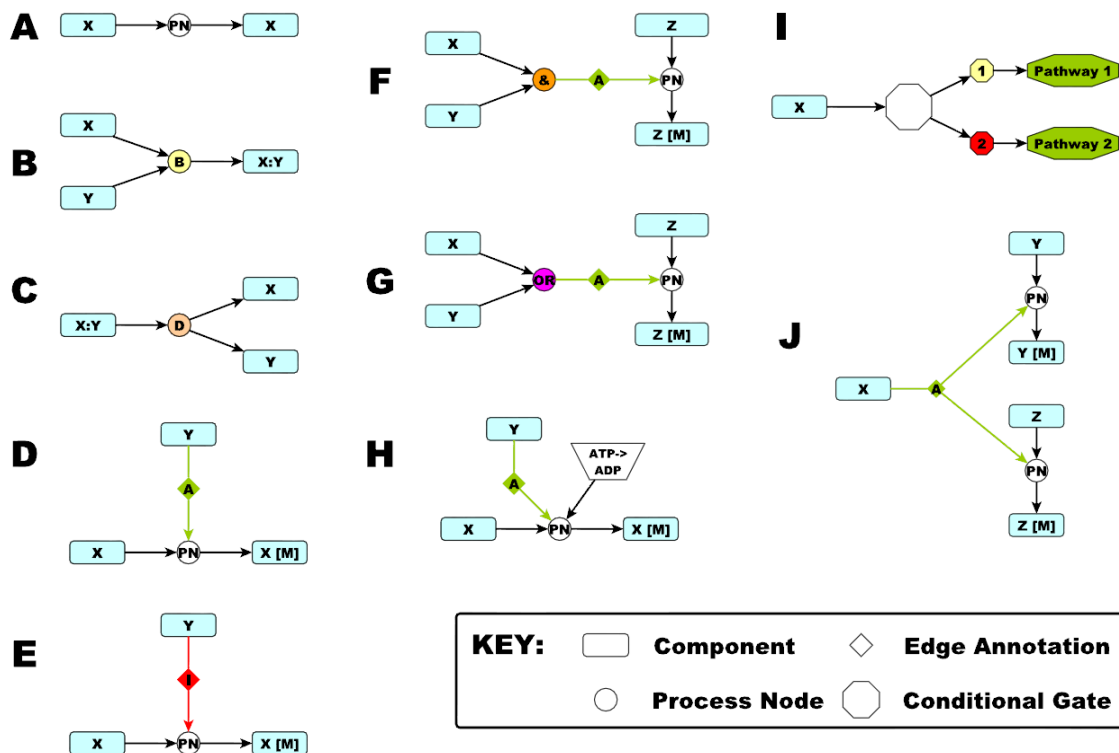 A
X
PN
X
B
X
Y
B
X:Y
C
X:Y
D
X
Y
D
Y
A
X
PN
X [M]
E
Y
I
X
PN
X [M]
F
X
Y
&
A
Z
PN
Z [M]
G
X
Y
OR
A
Z
PN
Z [M]
H
Y
A
ATP->
ADP
X
PN
X [M]
I
X
1
Pathway 1
2
Pathway 2
J
X
A
Y
PN
Y [M]
Z
PN
Z [M]
KEY:
Component
Edge Annotation
Process Node
Conditional Gate